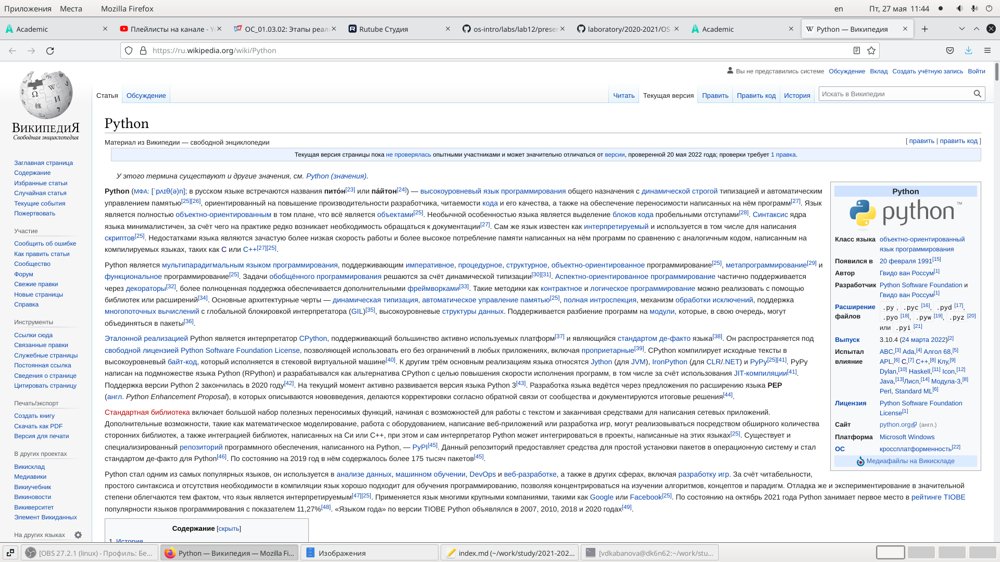 Приложения Места Mozilla Firefox en Пт, 27 мая 11:44
Academic
Плейлисты на канале - Yo
ОС_01.03.02: Этапы реал
Rutube Студия
os-intro/labs/lab12/preser
laboratory/2020-2021/OS
Academic
Python — Википедия
https://ru.wikipedia.org/wiki/Python
Вы не представились системе Обсуждение Вклад Создать учётную запись Войти
Статья Обсуждение Читать Текущая версия Править Править код История Искать в Википедии
ВикипедиЯ
Свободная энциклопедия
Заглавная страница
Содержание
Избранные статьи
Случайная статья
Текущие события
Пожертвовать
Участие
Сообщить об ошибке
Как править статьи
Сообщество
Форум
Свежие правки
Новые страницы
Справка
Инструменты
Ссылки сюда
Связанные правки
Служебные страницы
Постоянная ссылка
Сведения о странице
Цитировать страницу
Печать/экспорт
Создать книгу
Скачать как PDF
Версия для печати
В других проектах
Викисклад
Медиавики
Викиучебник
Викиновости
Викиверситет
Элемент Викиданных
На других языках
Python
Материал из Википедии — свободной энциклопедии [ править | править код ]
Текущая версия страницы пока не проверялась опытными участниками и может значительно отличаться от версии, проверенной 20 мая 2022 года; проверки требует 1 правка.
У этого термина существуют и другие значения, см. Python (значения).
Python (МФА: [ˈpʌɪθ(ə)n]; в русском языке встречаются названия пито́н[23] или па́йтон[24]) — высокоуровневый язык программирования общего назначения с динамической строгой типизацией и автоматическим
управлением памятью[25][26], ориентированный на повышение производительности разработчика, читаемости кода и его качества, а также на обеспечение переносимости написанных на нём программ[27]. Язык
является полностью объектно-ориентированным в том плане, что всё является объектами[25]. Необычной особенностью языка является выделение блоков кода пробельными отступами[28]. Синтаксис ядра
языка минималистичен, за счёт чего на практике редко возникает необходимость обращаться к документации[27]. Сам же язык известен как интерпретируемый и используется в том числе для написания
скриптов[25]. Недостатками языка являются зачастую более низкая скорость работы и более высокое потребление памяти написанных на нём программ по сравнению с аналогичным кодом, написанным на
компилируемых языках, таких как C или C++[27][25].
Python является мультипарадигмальным языком программирования, поддерживающим императивное, процедурное, структурное, объектно-ориентированное программирование[25], метапрограммирование[29] и
функциональное программирование[25]. Задачи обобщённого программирования решаются за счёт динамической типизации[30][31]. Аспектно-ориентированное программирование частично поддерживается
через декораторы[32], более полноценная поддержка обеспечивается дополнительными фреймворками[33]. Такие методики как контрактное и логическое программирование можно реализовать с помощью
библиотек или расширений[34]. Основные архитектурные черты — динамическая типизация, автоматическое управление памятью[25], полная интроспекция, механизм обработки исключений, поддержка
многопоточных вычислений с глобальной блокировкой интерпретатора (GIL)[35], высокоуровневые структуры данных. Поддерживается разбиение программ на модули, которые, в свою очередь, могут
объединяться в пакеты[36].
Эталонной реализацией Python является интерпретатор CPython, поддерживающий большинство активно используемых платформ[37] и являющийся стандартом де-факто языка[38]. Он распространяется под
свободной лицензией Python Software Foundation License, позволяющей использовать его без ограничений в любых приложениях, включая проприетарные[39]. CPython компилирует исходные тексты в
высокоуровневый байт-код, который исполняется в стековой виртуальной машине[40]. К другим трём основным реализациям языка относятся Jython (для JVM), IronPython (для CLR/.NET) и PyPy[25][41]. PyPy
написан на подмножестве языка Python (RPython) и разрабатывался как альтернатива CPython с целью повышения скорости исполнения программ, в том числе за счёт использования JIT-компиляции[41].
Поддержка версии Python 2 закончилась в 2020 году[42]. На текущий момент активно развивается версия языка Python 3[43]. Разработка языка ведётся через предложения по расширению языка PEP
(англ. Python Enhancement Proposal), в которых описываются нововведения, делаются корректировки согласно обратной связи от сообщества и документируются итоговые решения[44].
Стандартная библиотека включает большой набор полезных переносимых функций, начиная с возможностей для работы с текстом и заканчивая средствами для написания сетевых приложений.
Дополнительные возможности, такие как математическое моделирование, работа с оборудованием, написание веб-приложений или разработка игр, могут реализовываться посредством обширного количества
сторонних библиотек, а также интеграцией библиотек, написанных на Си или C++, при этом и сам интерпретатор Python может интегрироваться в проекты, написанные на этих языках[25]. Существует и
специализированный репозиторий программного обеспечения, написанного на Python, — PyPI[45]. Данный репозиторий предоставляет средства для простой установки пакетов в операционную систему и стал
стандартом де-факто для Python[46]. По состоянию на 2019 год в нём содержалось более 175 тысяч пакетов[45].
Python стал одним из самых популярных языков, он используется в анализе данных, машинном обучении, DevOps и веб-разработке, а также в других сферах, включая разработку игр. За счёт читабельности,
простого синтаксиса и отсутствия необходимости в компиляции язык хорошо подходит для обучения программированию, позволяя концентрироваться на изучении алгоритмов, концептов и парадигм. Отладка же и экспериментирование в значительной
степени облегчаются тем фактом, что язык является интерпретируемым[47][25]. Применяется язык многими крупными компаниями, такими как Google или Facebook[25]. По состоянию на октябрь 2021 года Python занимает первое место в рейтинге TIOBE
популярности языков программирования с показателем 11,27%[48]. «Языком года» по версии TIOBE Python объявлялся в 2007, 2010, 2018 и 2020 годах[49].
Содержание [скрыть]
1 История
Python
python™
Класс языка объектно-ориентированный
язык программирования
Появился в 20 февраля 1991[15]
Автор Гвидо ван Россум[1]
Разработчик Python Software Foundation и
Гвидо ван Россум[1]
Расширение .py , .pyc [16], .pyd [17],
файлов .pyo [18], .pyw [19], .pyz [20]
или .pyi [21]
Выпуск 3.10.4 (24 марта 2022)[2]
Испытал ABC,[3] Ada,[4] Алгол 68,[5]
влияние APL,[6] C,[7] C++,[8] Клу,[9]
Dylan,[10] Haskell,[11] Icon,[12]
Java,[13]Лисп,[14] Модула-3,[8]
Perl, Standard ML[6]
Лицензия Python Software Foundation
License[1]
Сайт python.org (англ.)
Платформа Microsoft Windows
ОС кроссплатформенность[22]
Медиафайлы на Викискладе
[OBS 27.2.1 (linux) - Профиль: Бе...
Python — Википедия — Mozilla Fi...
Изображения
index.md (~/work/study/2021-202...
[vdkabanova@dk6n62:~/work/stu...